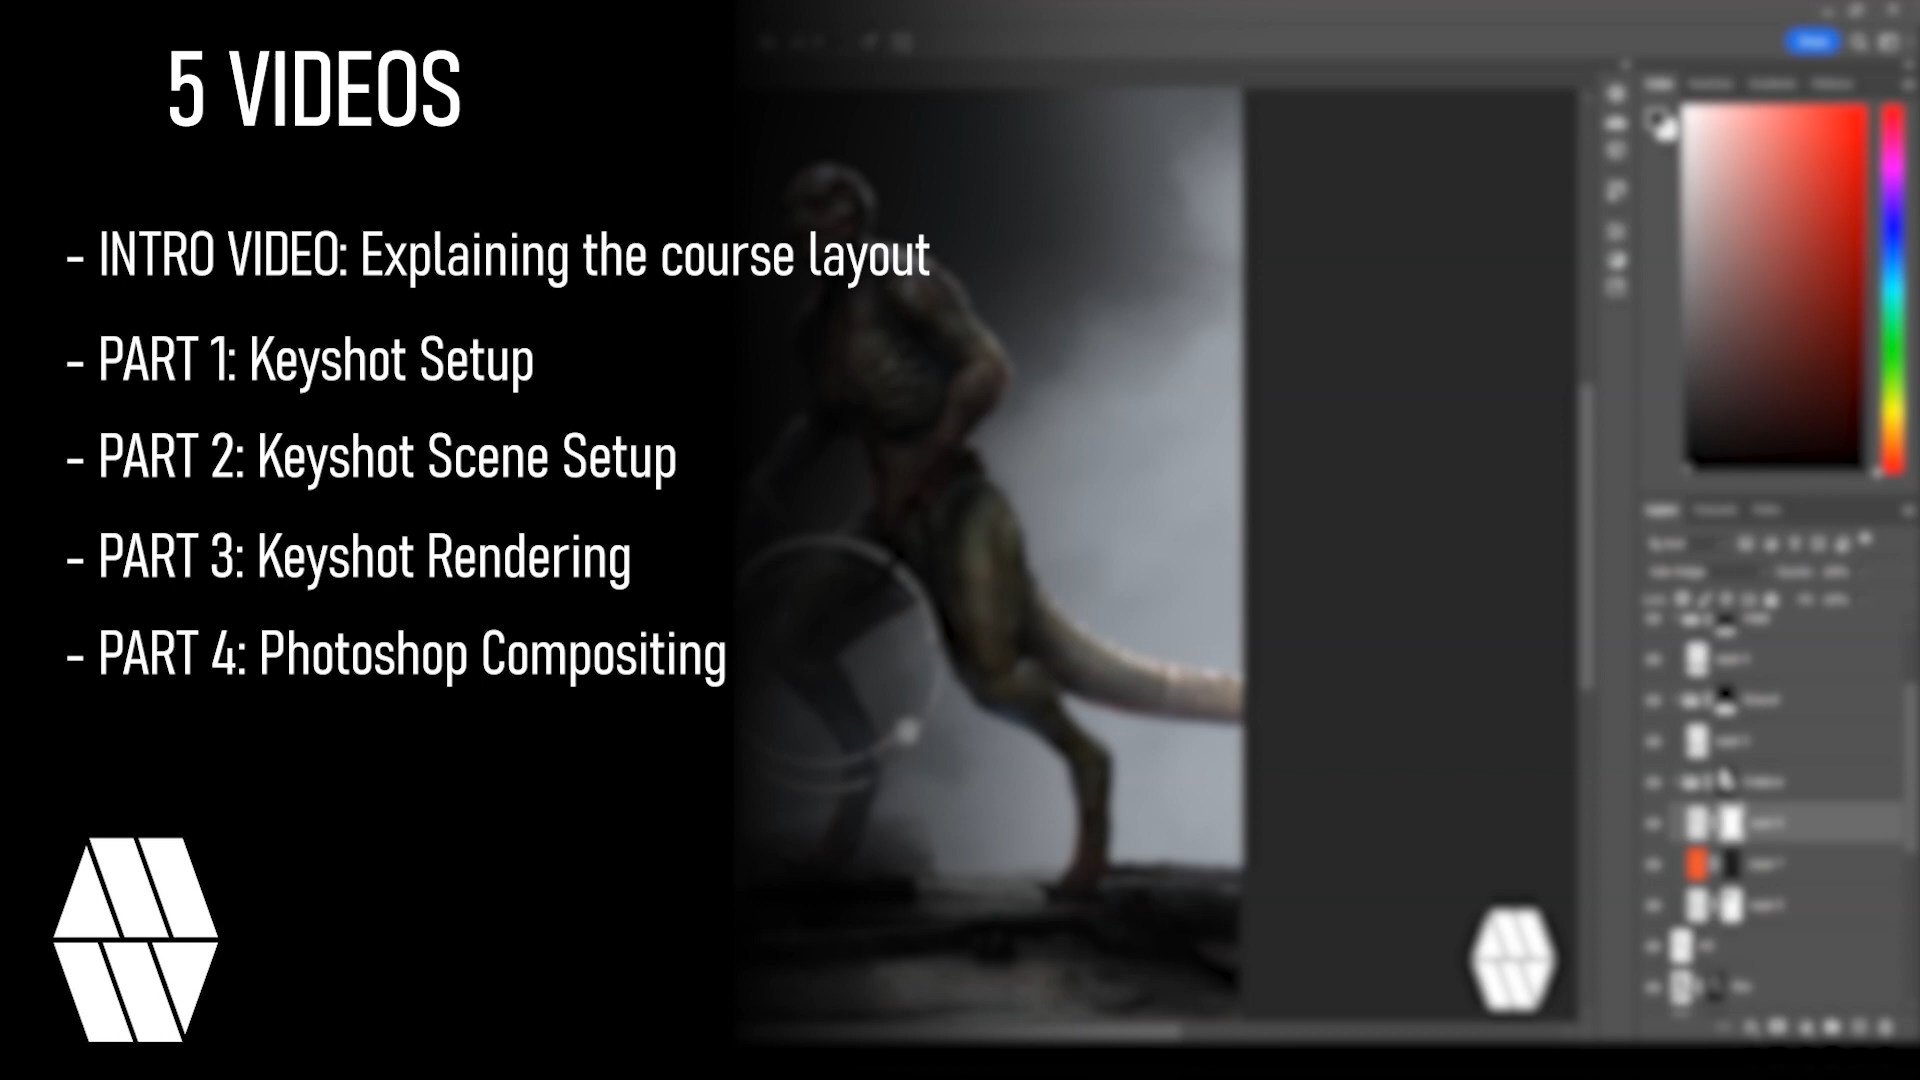 5 VIDEOS
- INTRO VIDEO: Explaining the course layout
- PART 1: Keyshot Setup
- PART 2: Keyshot Scene Setup
- PART 3: Keyshot Rendering
- PART 4: Photoshop Compositing